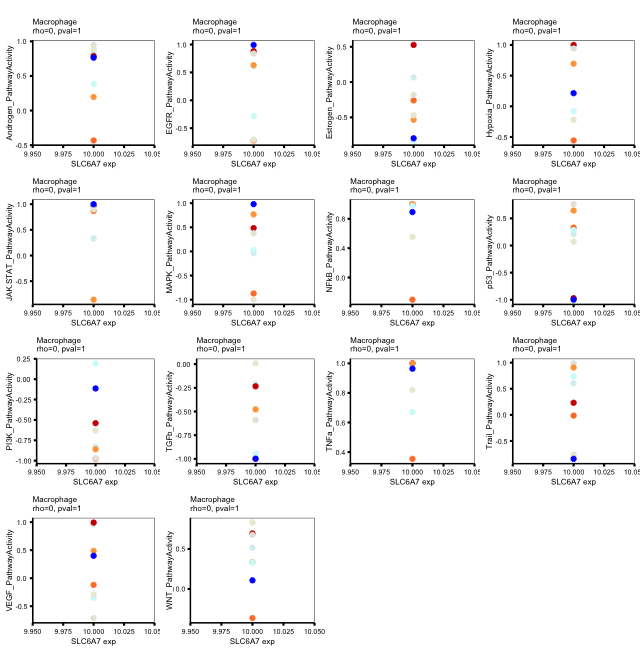 Macrophage
rho=0, pval=1
Androgen_PathwayActivity
1.0
0.5
0.0
-0.5
9.950 9.975 10.000 10.025 10.05
SLC6A7 exp
Macrophage
rho=0, pval=1
EGFR_PathwayActivity
1.0
0.5
0.0
-0.5
9.950 9.975 10.000 10.025 10.05
SLC6A7 exp
Macrophage
rho=0, pval=1
Estrogen_PathwayActivity
0.5
0.0
-0.5
9.950 9.975 10.000 10.025 10.05
SLC6A7 exp
Macrophage
rho=0, pval=1
Hypoxia_PathwayActivity
1.0
0.5
0.0
-0.5
9.950 9.975 10.000 10.025 10.05
SLC6A7 exp
Macrophage
rho=0, pval=1
JAK.STAT_PathwayActivity
1.0
0.5
0.0
-0.5
9.950 9.975 10.000 10.025 10.05
SLC6A7 exp
Macrophage
rho=0, pval=1
MAPK_PathwayActivity
1.0
0.5
0.0
-0.5
-1.0
9.950 9.975 10.000 10.025 10.05
SLC6A7 exp
Macrophage
rho=0, pval=1
NFkB_PathwayActivity
0.8
0.4
0.0
9.950 9.975 10.000 10.025 10.05
SLC6A7 exp
Macrophage
rho=0, pval=1
p53_PathwayActivity
0.5
0.0
-0.5
-1.0
9.950 9.975 10.000 10.025 10.05
SLC6A7 exp
Macrophage
rho=0, pval=1
PI3K_PathwayActivity
0.25
0.00
-0.25
-0.50
-0.75
-1.00
9.950 9.975 10.000 10.025 10.05
SLC6A7 exp
Macrophage
rho=0, pval=1
TGFb_PathwayActivity
0.00
-0.25
-0.50
-0.75
-1.00
9.950 9.975 10.000 10.025 10.05
SLC6A7 exp
Macrophage
rho=0, pval=1
TNFa_PathwayActivity
1.0
0.8
0.6
0.4
9.950 9.975 10.000 10.025 10.05
SLC6A7 exp
Macrophage
rho=0, pval=1
Trail_PathwayActivity
1.0
0.5
0.0
-0.5
9.950 9.975 10.000 10.025 10.05
SLC6A7 exp
Macrophage
rho=0, pval=1
VEGF_PathwayActivity
1.0
0.5
0.0
-0.5
9.950 9.975 10.000 10.025 10.05
SLC6A7 exp
Macrophage
rho=0, pval=1
WNT_PathwayActivity
0.5
0.0
9.950 9.975 10.000 10.025 10.050
SLC6A7 exp